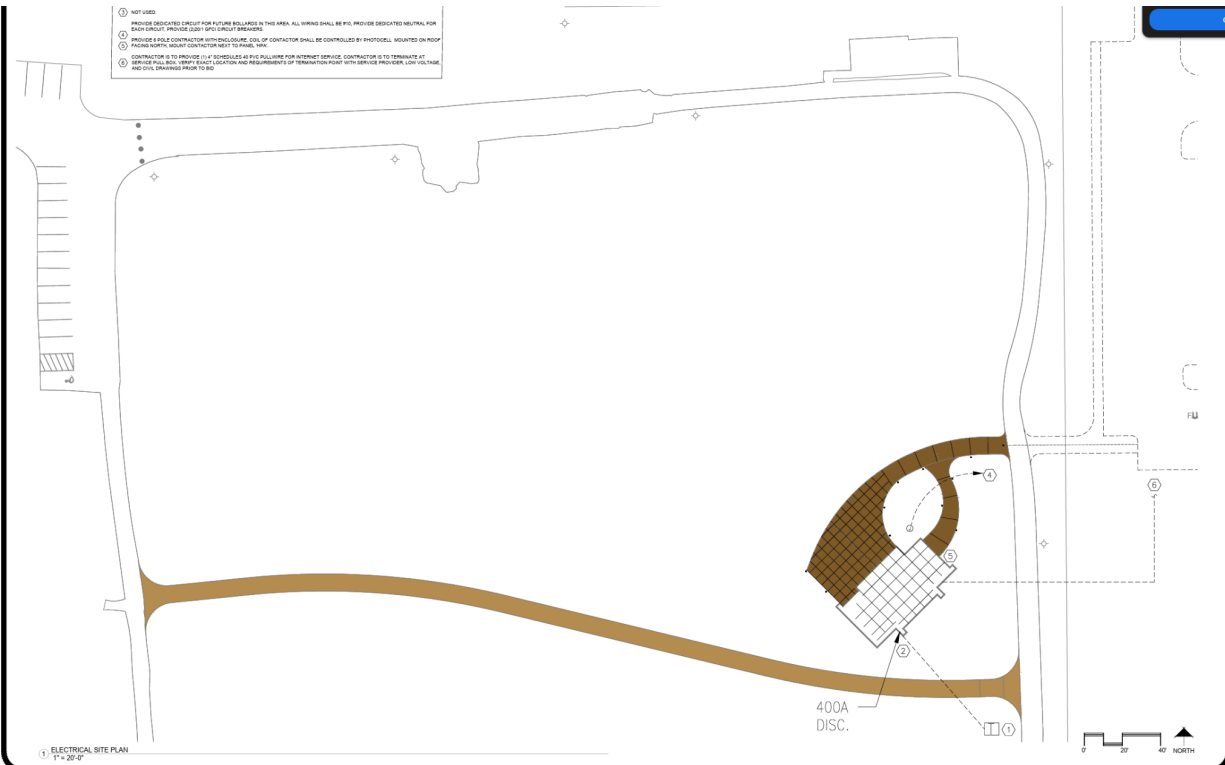 3 NOT USED.
PROVIDE DEDICATED CIRCUIT FOR FUTURE BOLLARDS IN THIS AREA. ALL WIRING SHALL BE #10, PROVIDE DEDICATED NEUTRAL FOR
4 EACH CIRCUIT, PROVIDE (2)20/1 GFCI CIRCUIT BREAKERS.
PROVIDE 8 POLE CONTRACTOR WITH ENCLOSURE. COIL OF CONTACTOR SHALL BE CONTROLLED BY PHOTOCELL MOUNTED ON ROOF
5 FACING NORTH, MOUNT CONTACTOR NEXT TO PANEL 'HPA'.
CONTRACTOR IS TO PROVIDE (1) 4" SCHEDULES 40 PVC PULLWIRE FOR INTERNET SERVICE. CONTRACTOR IS TO TERMINATE AT
6 SERVICE PULL BOX. VERIFY EXACT LOCATION AND REQUIREMENTS OF TERMINATION POINT WITH SERVICE PROVIDER, LOW VOLTAGE,
AND CIVIL DRAWINGS PRIOR TO BID
4
6
5
2
400A
DISC.
1
1 ELECTRICAL SITE PLAN
1" = 20'-0"
0' 20' 40' NORTH